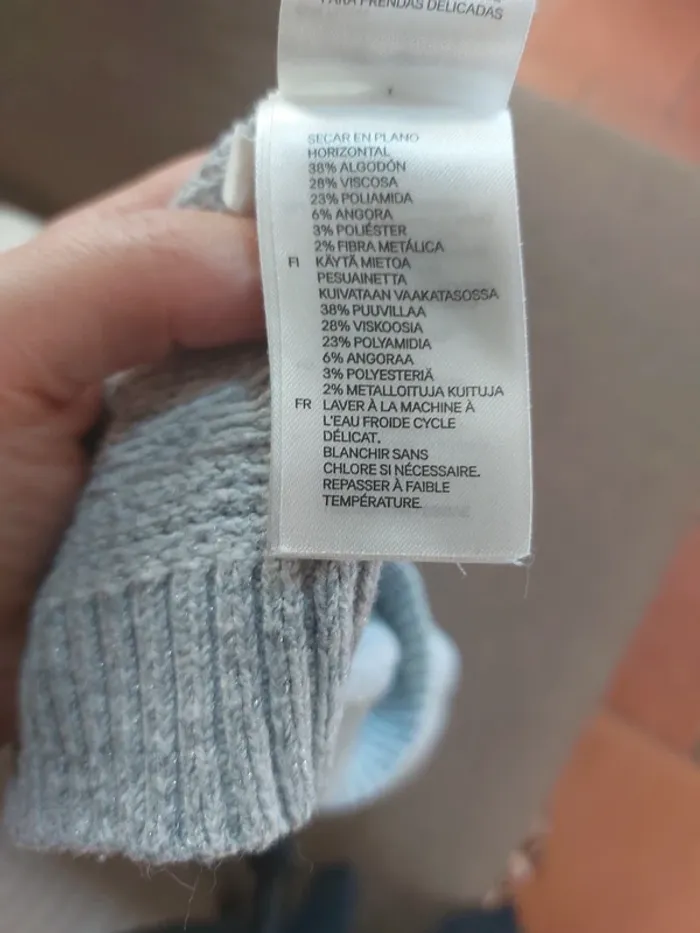 PARA PRENDAS DELICADAS
SECAR EN PLANO
HORIZONTAL
38% ALGODÓN
28% VISCOSA
23% POLIAMIDA
6% ANGORA
3% POLIÉSTER
2% FIBRA METÁLICA
FI KÄYTÄ MIETOA
PESUAINETTA
KUIVATAAN VAAKATASOSSA
38% PUUVILLAA
28% VISKOOSIA
23% POLYAMIDIA
6% ANGORAA
3% POLYESTERIÄ
2% METALLOITUJA KUITUJA
FR LAVER À LA MACHINE À
L'EAU FROIDE CYCLE
DÉLICAT.
BLANCHIR SANS
CHLORE SI NÉCESSAIRE.
REPASSER À FAIBLE
TEMPÉRATURE.